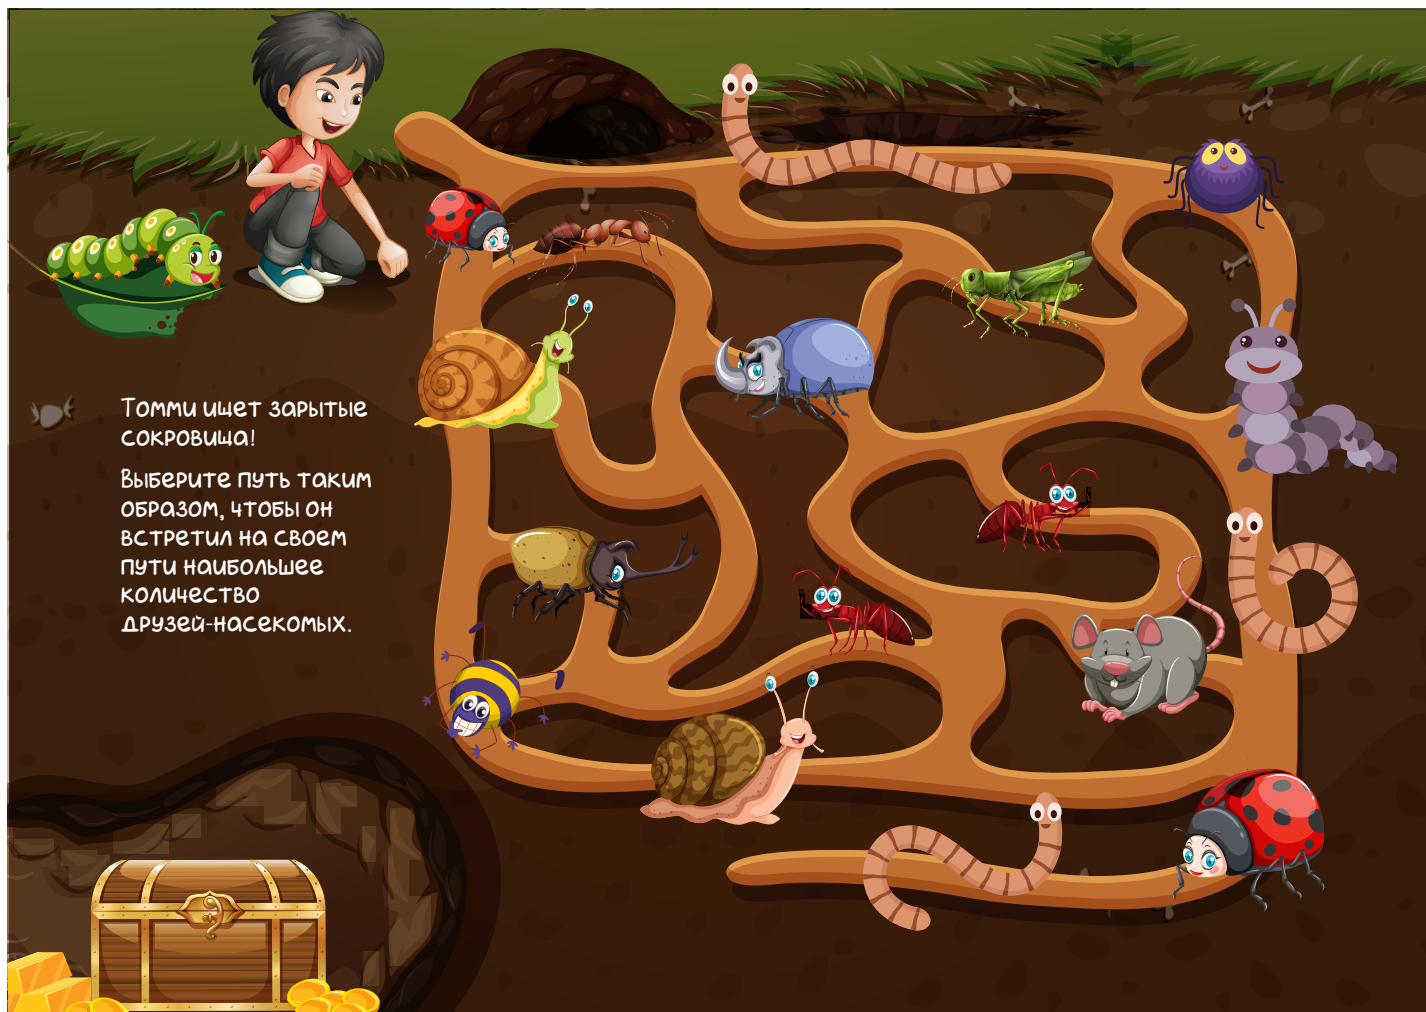 Томми ищет зарытые
сокровища!
Выберите путь таким
образом, чтобы он
встретил на своем
пути наибольшее
количество
друзей-насекомых.